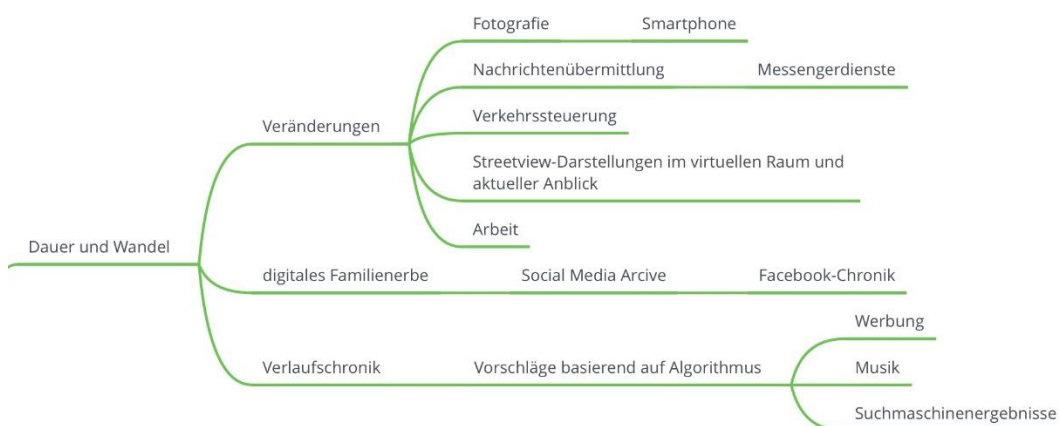 Fotografie
Smartphone
Nachrichtenübermittlung
Messengerdienste
Veränderungen
Verkehrssteuerung
Streetview-Darstellungen im virtuellen Raum und
aktueller Anblick
Arbeit
Dauer und Wandel
digitales Familienerbe
Social Media Arcive
Facebook-Chronik
Verlaufschronik
Vorschläge basierend auf Algorithmus
Werbung
Musik
Suchmaschinenergebnisse